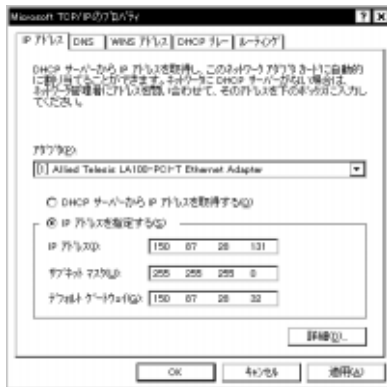 Microsoft TCP/IPのプロパティ
IP アドレス DNS WINS アドレス DHCP リレー ルーティング
DHCP サーバーから IP アドレスを取得し、このネットワーク アダプタ カードに自動的
に割り当てることができます。ネットワークに DHCP サーバーがない場合は、
ネットワーク管理者にアドレスを問い合わせて、そのアドレスを下のボックスに入力し
てください。
アダプタ(P):
[1] Allied Telesis LA100-PCI-T Ethernet Adapter
DHCP サーバーから IP アドレスを取得する(O)
IP アドレスを指定する(S)
IP アドレス(I): 150 87 28 131
サブネット マスク(U): 255 255 255 0
デフォルト ゲートウェイ(G): 150 87 28 32
詳細(D)...
OK キャンセル 適用(A)